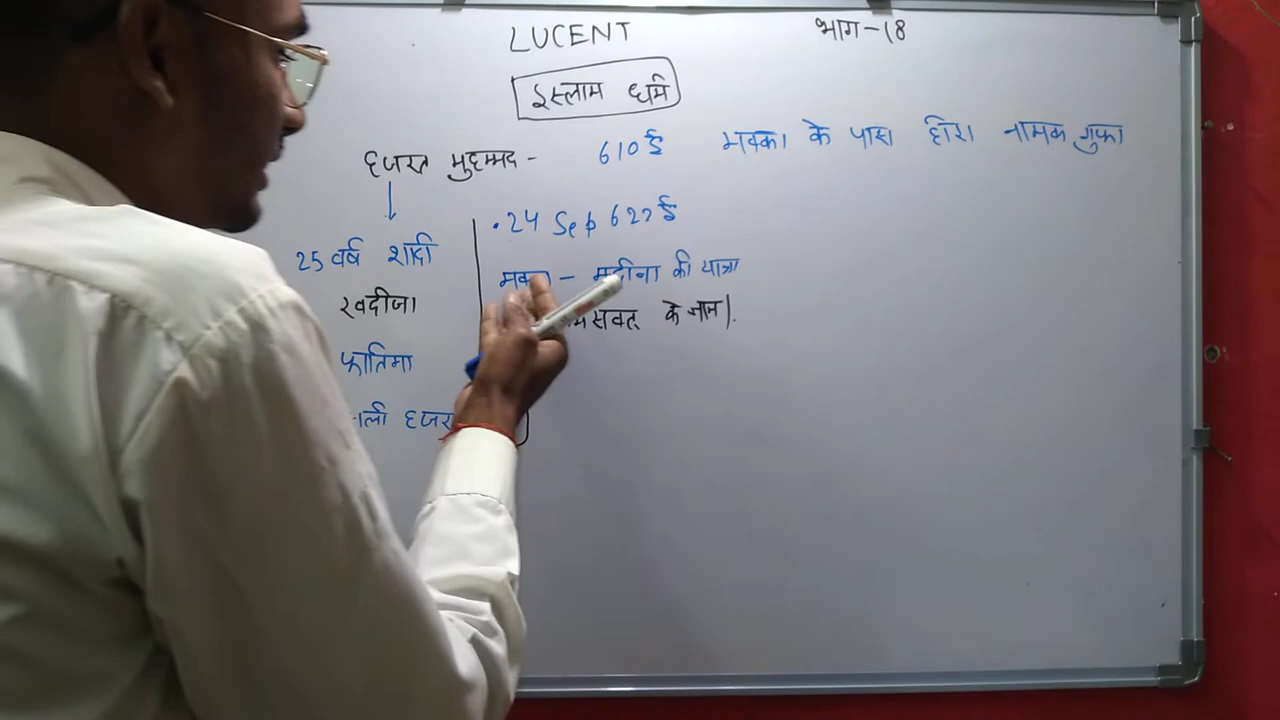 LUCENT भाग-18
इस्लाम धर्म
हजरत मुहम्मद - 610 ई मक्का के पास हीरा नामक गुफा
.24 Sep 622 ई
25 वर्ष शादी
मक्का - मदीना की यात्रा
खदीजा
के नाम).
फातिमा